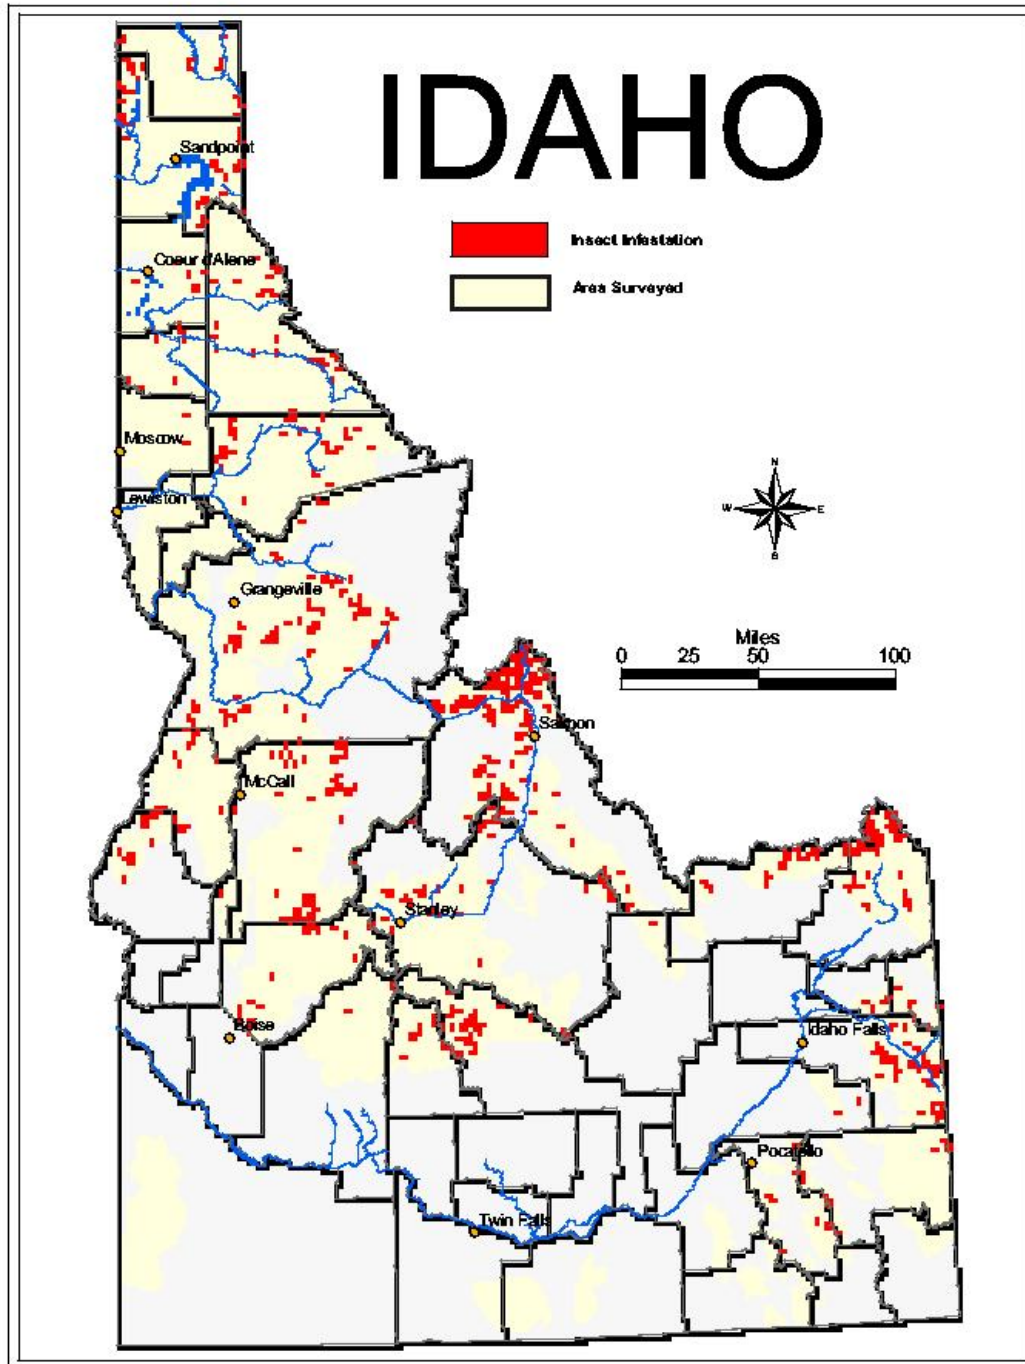 IDAHO
Sandpoint
Insect Infestation
Coeur d'Alene
Area Surveyed
Moscow
N
Lewiston
W E
S
Grangeville
Miles
0 25 50 100
Salmon
McCall
Stanley
Boise
Idaho Falls
Pocatello
Twin Falls